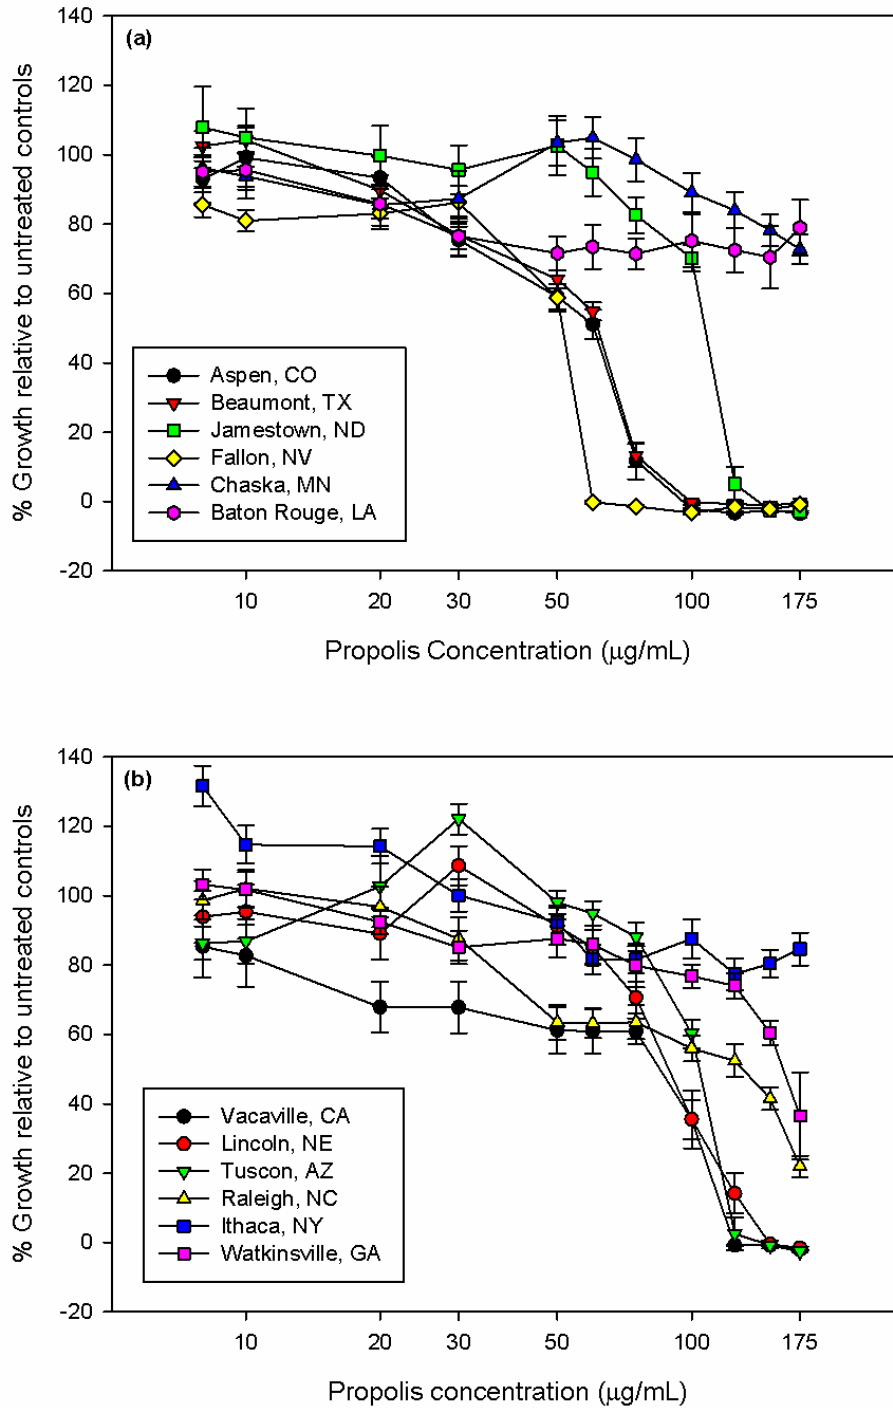 (a)
% Growth relative to untreated controls
140
120
100
80
60
40
20
0
-20
Aspen, CO
Beaumont, TX
Jamestown, ND
Fallon, NV
Chaska, MN
Baton Rouge, LA
10 20 30 50 100 175
Propolis Concentration (µg/mL)
(b)
% Growth relative to untreated controls
140
120
100
80
60
40
20
0
-20
Vacaville, CA
Lincoln, NE
Tuscon, AZ
Raleigh, NC
Ithaca, NY
Watkinsville, GA
10 20 30 50 100 175
Propolis concentration (µg/mL)